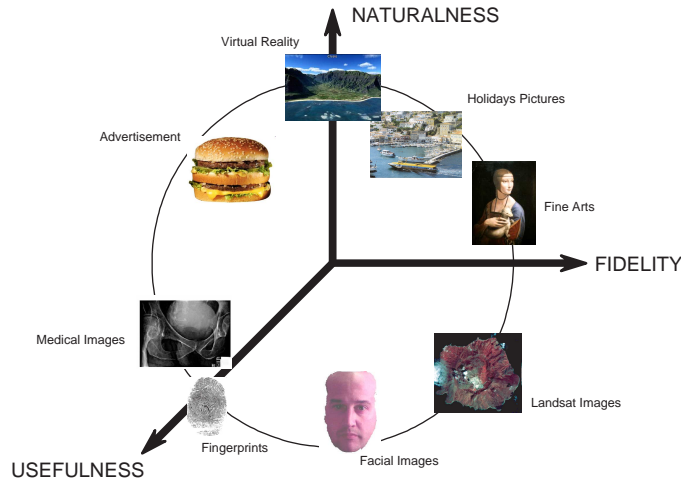 NATURALNESS
Virtual Reality
Holidays Pictures
Advertisement
Fine Arts
FIDELITY
Medical Images
Landsat Images
Fingerprints
Facial Images
USEFULNESS